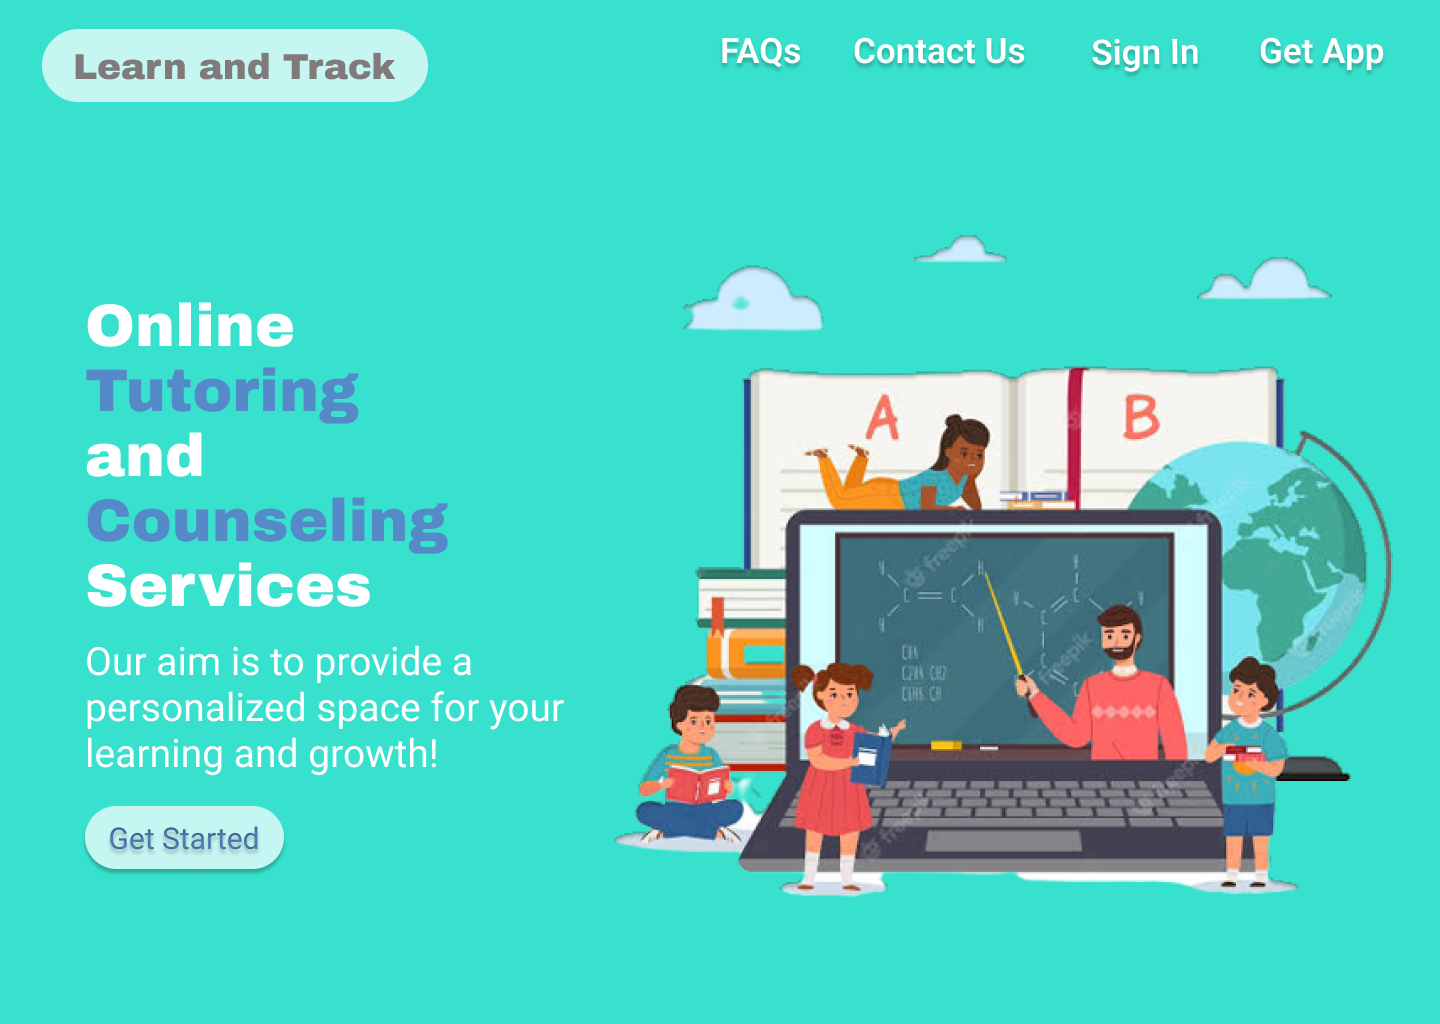 Learn and Track
FAQs
Contact Us
Sign In
Get App
Online
Tutoring
and
Counseling
Services
Our aim is to provide a
personalized space for your
learning and growth!
Get Started
A
B
freepik
freepik